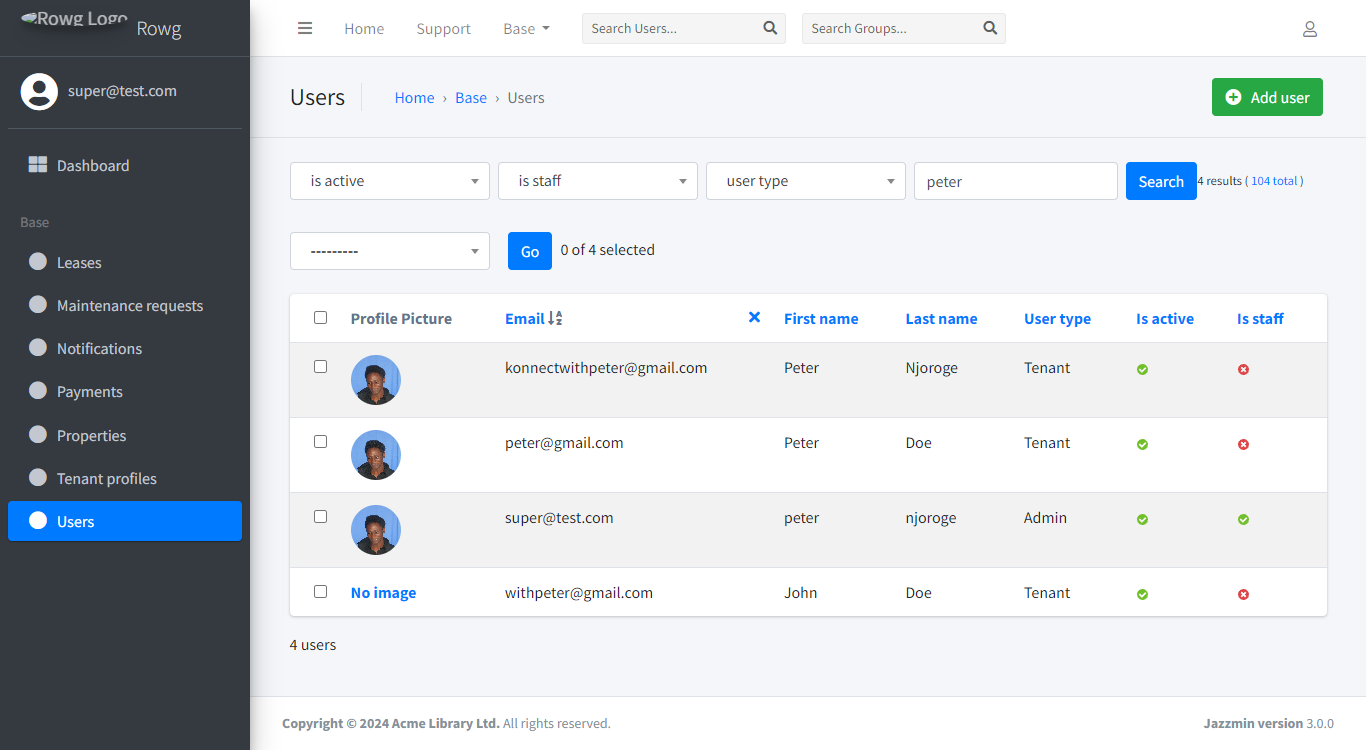 Rowg Logo Rowg
Home Support Base Search Users... Search Groups...
super@test.com
Users Home › Base › Users Add user
Dashboard
is active is staff user type peter Search 4 results ( 104 total )
Base
--------- Go 0 of 4 selected
Leases
Maintenance requests
Notifications
Payments
Properties
Tenant profiles
Users
Profile Picture Email First name Last name User type Is active Is staff
konnectwithpeter@gmail.com Peter Njoroge Tenant
peter@gmail.com Peter Doe Tenant
super@test.com peter njoroge Admin
No image withpeter@gmail.com John Doe Tenant
4 users
Copyright © 2024 Acme Library Ltd. All rights reserved. Jazzmin version 3.0.0